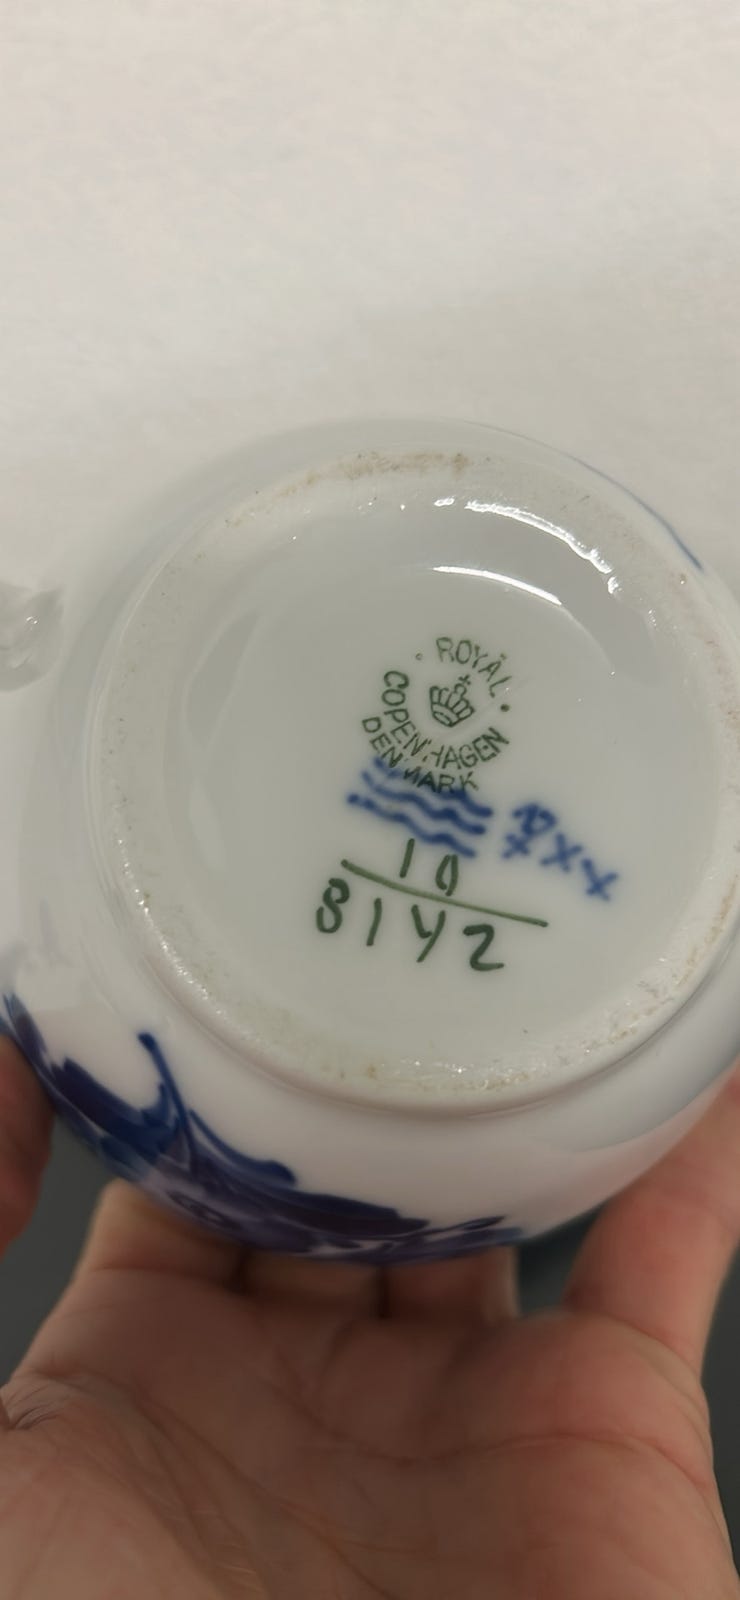 ROYAL
COPENHAGEN
DENMARK
10
8142